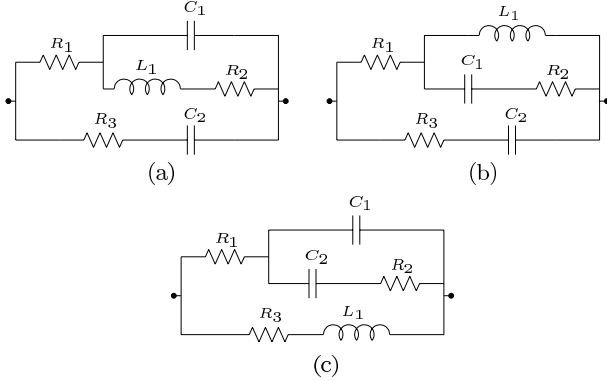 C1 L1
R1 R1
L1 R2 C1 R2
R3 C2 R3 C2
(a) (b)
C1
R1
C2 R2
R3 L1
(c)